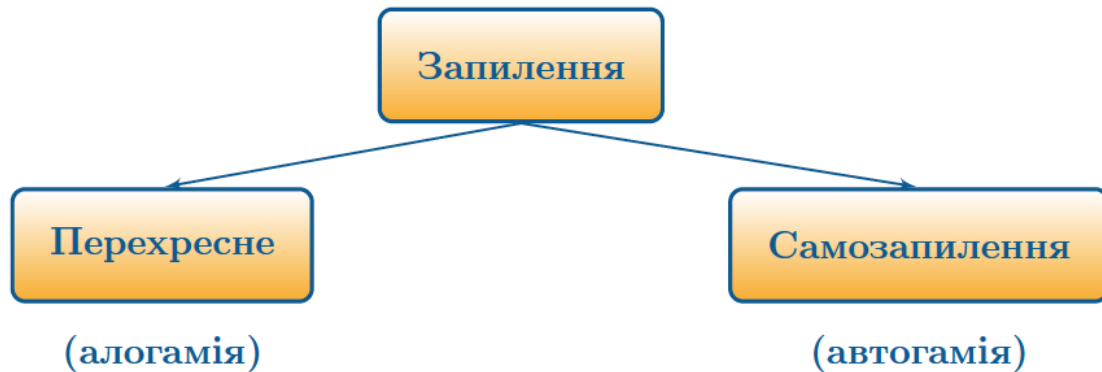 Запилення
Перехресне
Самозапилення
(алогамія)
(автогамія)